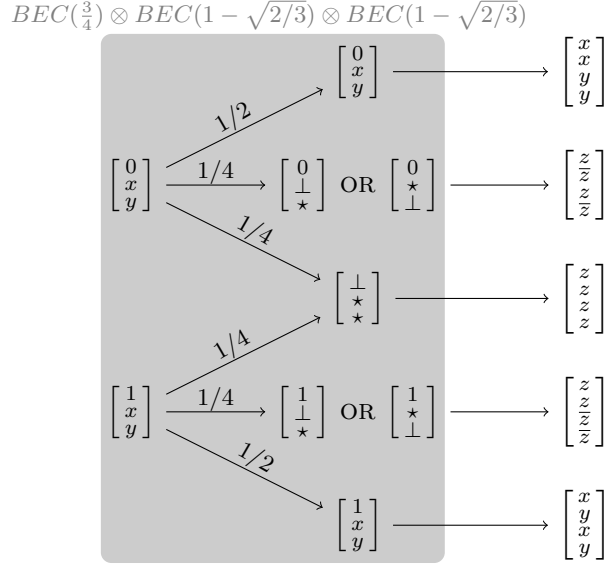 BEC(3/4) ⊗ BEC(1 − √2/3) ⊗ BEC(1 − √2/3)
[0 x y]
[x x y y]
1/2
[0 x y]
1/4
[0 ⊥ ⋆] OR [0 ⋆ ⊥]
[z z̅ z z̅]
1/4
[⊥ ⋆ ⋆]
[z z z z]
1/4
[1 x y]
1/4
[1 ⊥ ⋆] OR [1 ⋆ ⊥]
[z z z̅ z̅]
1/2
[1 x y]
[x y x y]